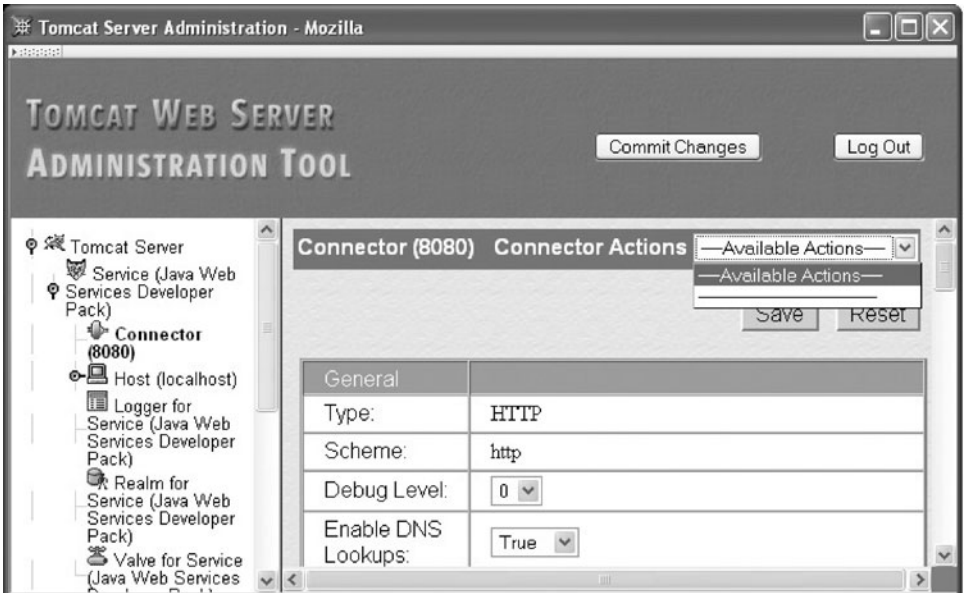 Tomcat Server Administration - Mozilla
TOMCAT WEB SERVER
ADMINISTRATION TOOL
Commit Changes
Log Out
Tomcat Server
Service (Java Web
Services Developer
Pack)
Connector
(8080)
Host (localhost)
Logger for
Service (Java Web
Services Developer
Pack)
Realm for
Service (Java Web
Services Developer
Pack)
Valve for Service
(Java Web Services
Connector (8080) Connector Actions —Available Actions—
—Available Actions—
Save Reset
General
Type: HTTP
Scheme: http
Debug Level: 0
Enable DNS
Lookups: True